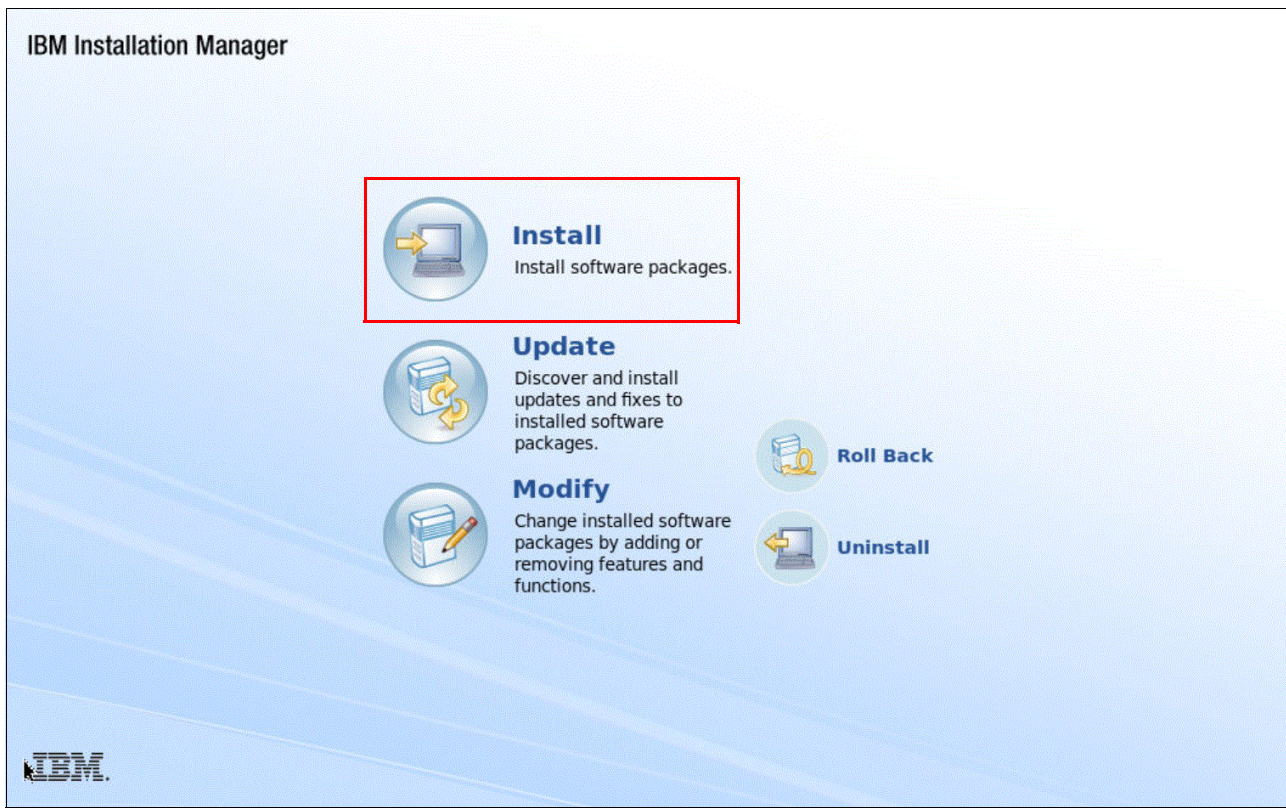 IBM Installation Manager
Install
Install software packages.
Update
Discover and install
updates and fixes to
installed software
packages.
Roll Back
Modify
Change installed software
packages by adding or
removing features and
functions.
Uninstall
IBM.